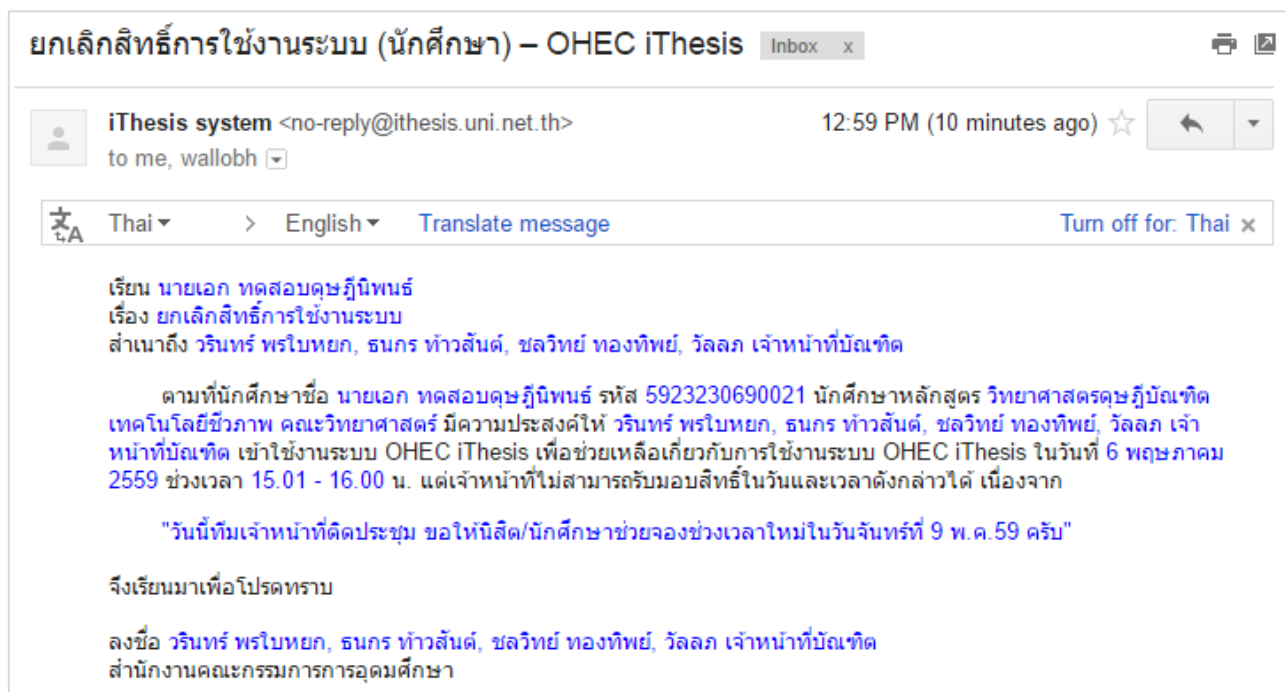 ยกเลิกสิทธิ์การใช้งานระบบ (นักศึกษา) – OHEC iThesis Inbox x
iThesis system <no-reply@ithesis.uni.net.th> 12:59 PM (10 minutes ago)
to me, wallobh
Thai > English Translate message Turn off for: Thai x
เรียน นายเอก ทดสอบดุษฎีนิพนธ์
เรื่อง ยกเลิกสิทธิ์การใช้งานระบบ
สำเนาถึง วรินทร์ พรใบหยก, ธนกร ท้าวสันต์, ชลวิทย์ ทองทิพย์, วัลลภ เจ้าหน้าที่บัณฑิต
ตามที่นักศึกษาชื่อ นายเอก ทดสอบดุษฎีนิพนธ์ รหัส 5923230690021 นักศึกษาหลักสูตร วิทยาศาสตรดุษฎีบัณฑิต
เทคโนโลยีชีวภาพ คณะวิทยาศาสตร์ มีความประสงค์ให้ วรินทร์ พรใบหยก, ธนกร ท้าวสันต์, ชลวิทย์ ทองทิพย์, วัลลภ เจ้า
หน้าที่บัณฑิต เข้าใช้งานระบบ OHEC iThesis เพื่อช่วยเหลือเกี่ยวกับการใช้งานระบบ OHEC iThesis ในวันที่ 6 พฤษภาคม
2559 ช่วงเวลา 15.01 - 16.00 น. แต่เจ้าหน้าที่ไม่สามารถรับมอบสิทธิ์ในวันและเวลาดังกล่าวได้ เนื่องจาก
"วันนี้ทีมเจ้าหน้าที่ติดประชุม ขอให้นิสิต/นักศึกษาช่วยจองช่วงเวลาใหม่ในวันจันทร์ที่ 9 พ.ค.59 ครับ"
จึงเรียนมาเพื่อโปรดทราบ
ลงชื่อ วรินทร์ พรใบหยก, ธนกร ท้าวสันต์, ชลวิทย์ ทองทิพย์, วัลลภ เจ้าหน้าที่บัณฑิต
สำนักงานคณะกรรมการการอุดมศึกษา